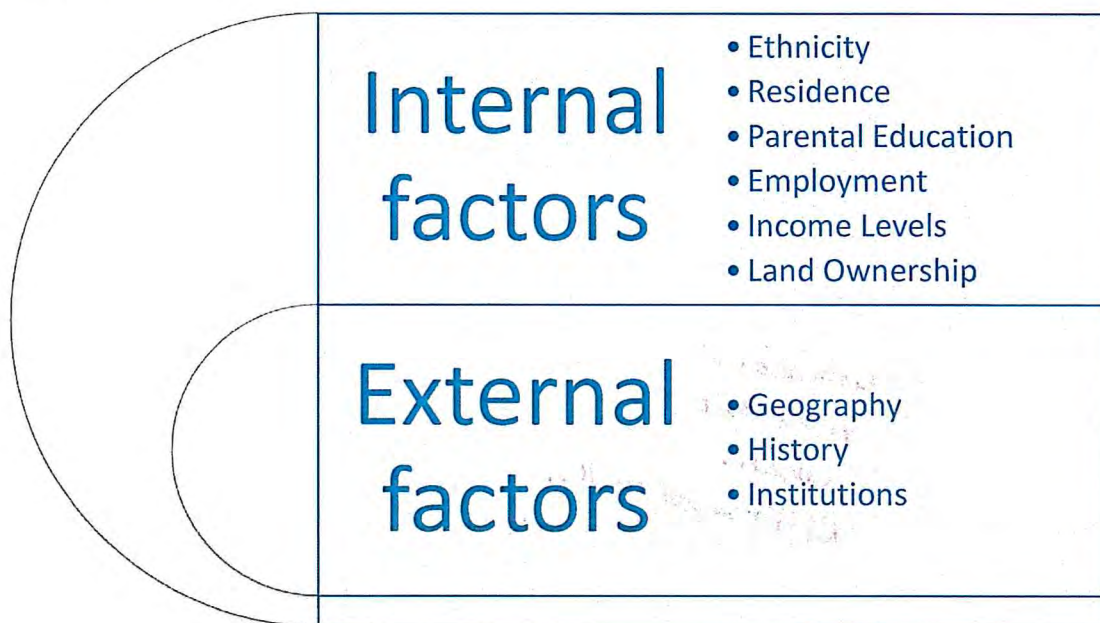 Internal
factors
• Ethnicity
• Residence
• Parental Education
• Employment
• Income Levels
• Land Ownership
External
factors
• Geography
• History
• Institutions